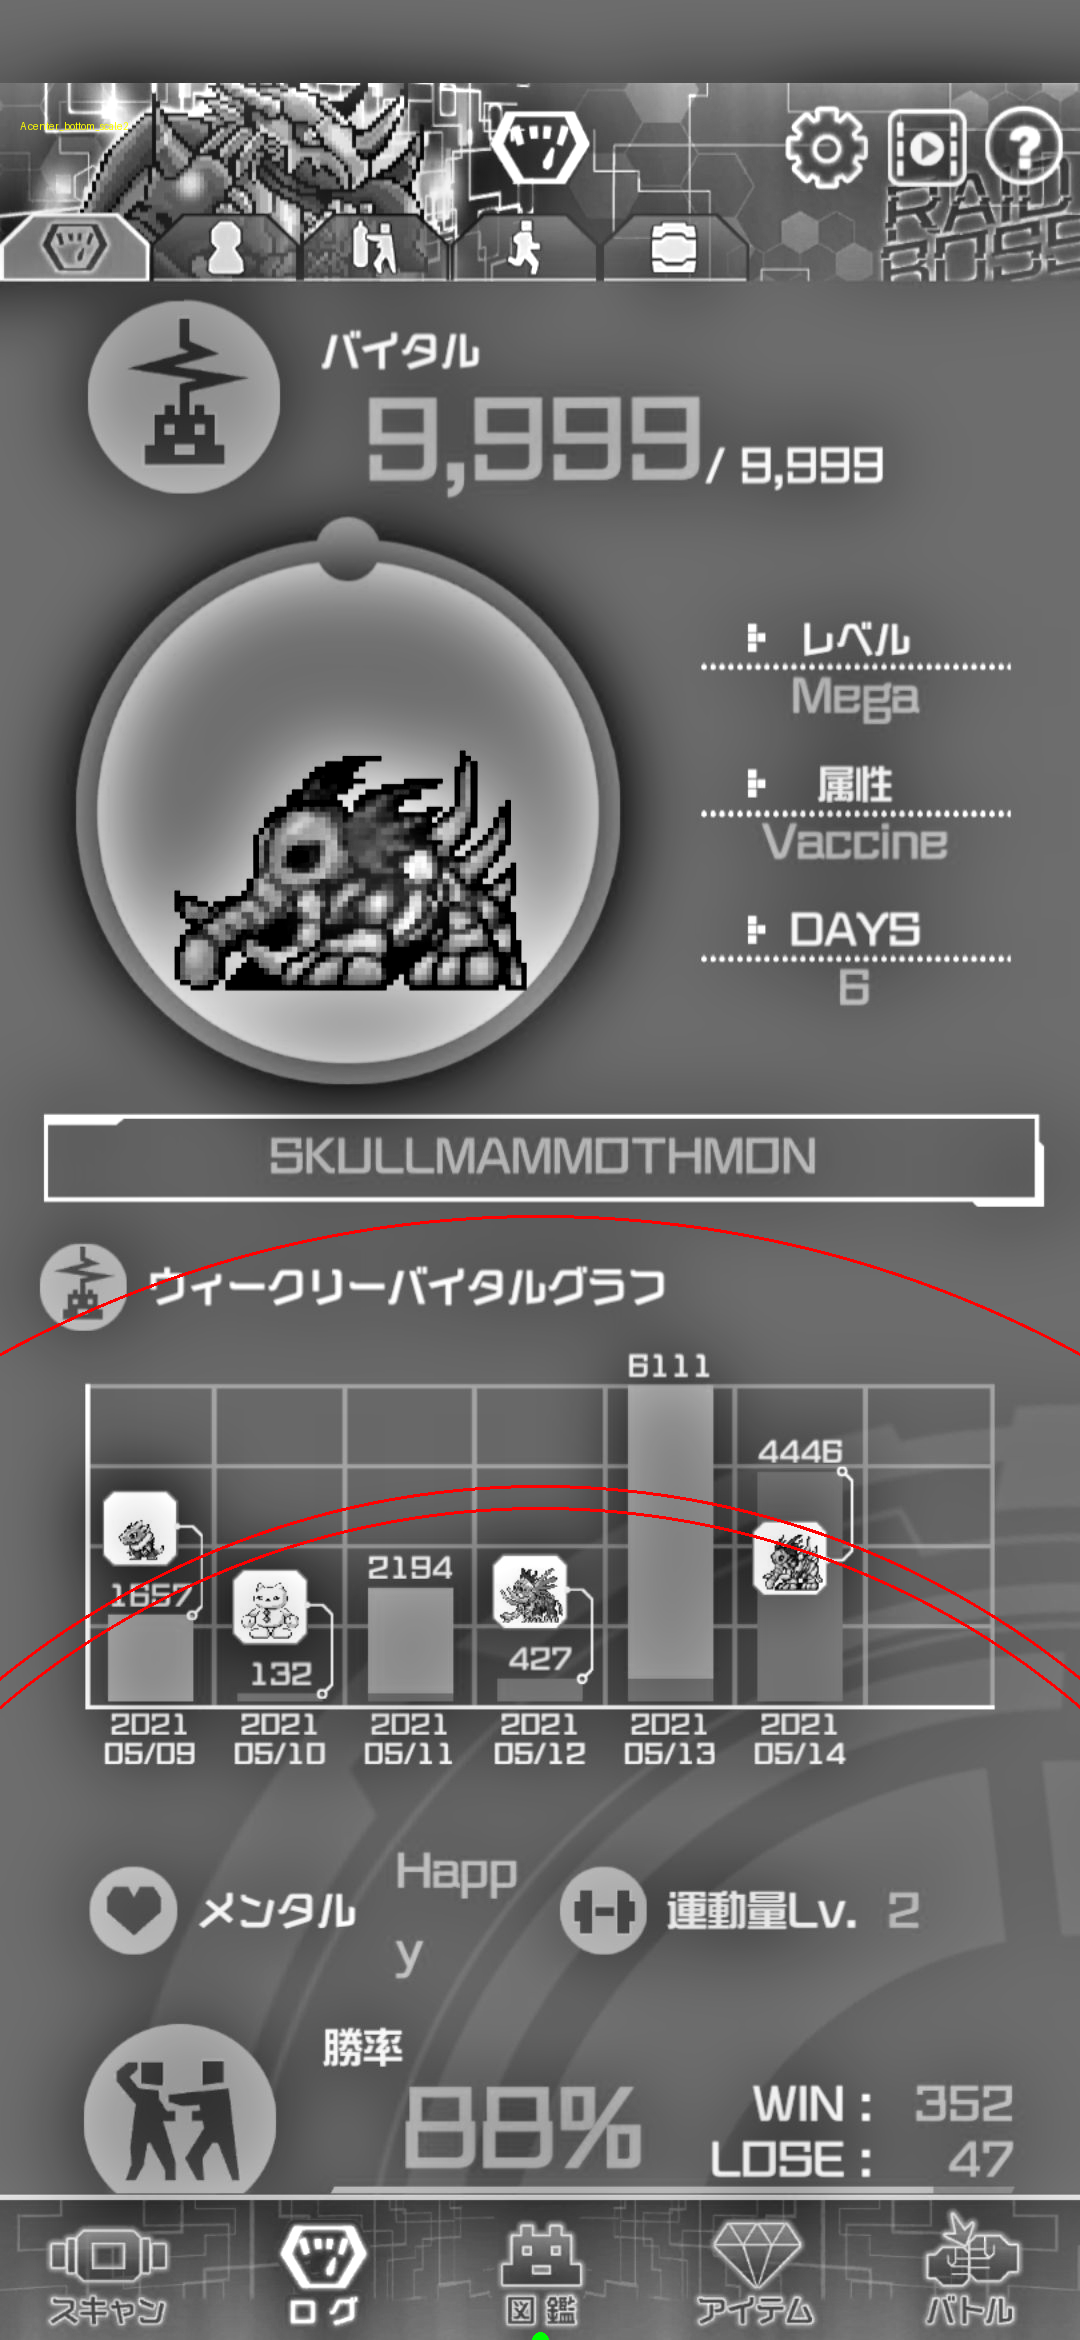 RAID
BOSS
バイタル
9,999/ 9,999
レベル
Mega
属性
Vaccine
DAYS
6
SKULLMAMMOTHMON
ウィークリーバイタルグラフ
6111
4446
1657
2194
132
427
2021 05/09
2021 05/10
2021 05/11
2021 05/12
2021 05/13
2021 05/14
メンタル
Happ
y
運動量Lv. 2
勝率
88%
WIN : 352
LOSE : 47
スキャン
ログ
図鑑
アイテム
バトル